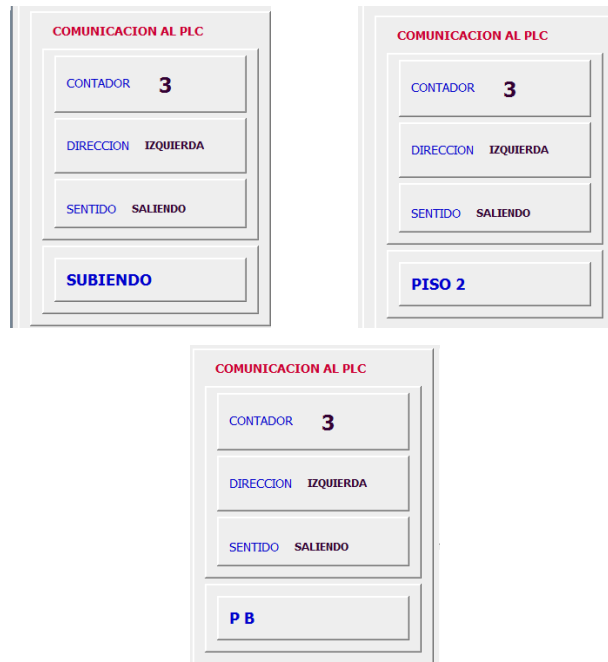 COMUNICACION AL PLC
CONTADOR 3
DIRECCION IZQUIERDA
SENTIDO SALIENDO
SUBIENDO
COMUNICACION AL PLC
CONTADOR 3
DIRECCION IZQUIERDA
SENTIDO SALIENDO
PISO 2
COMUNICACION AL PLC
CONTADOR 3
DIRECCION IZQUIERDA
SENTIDO SALIENDO
P B